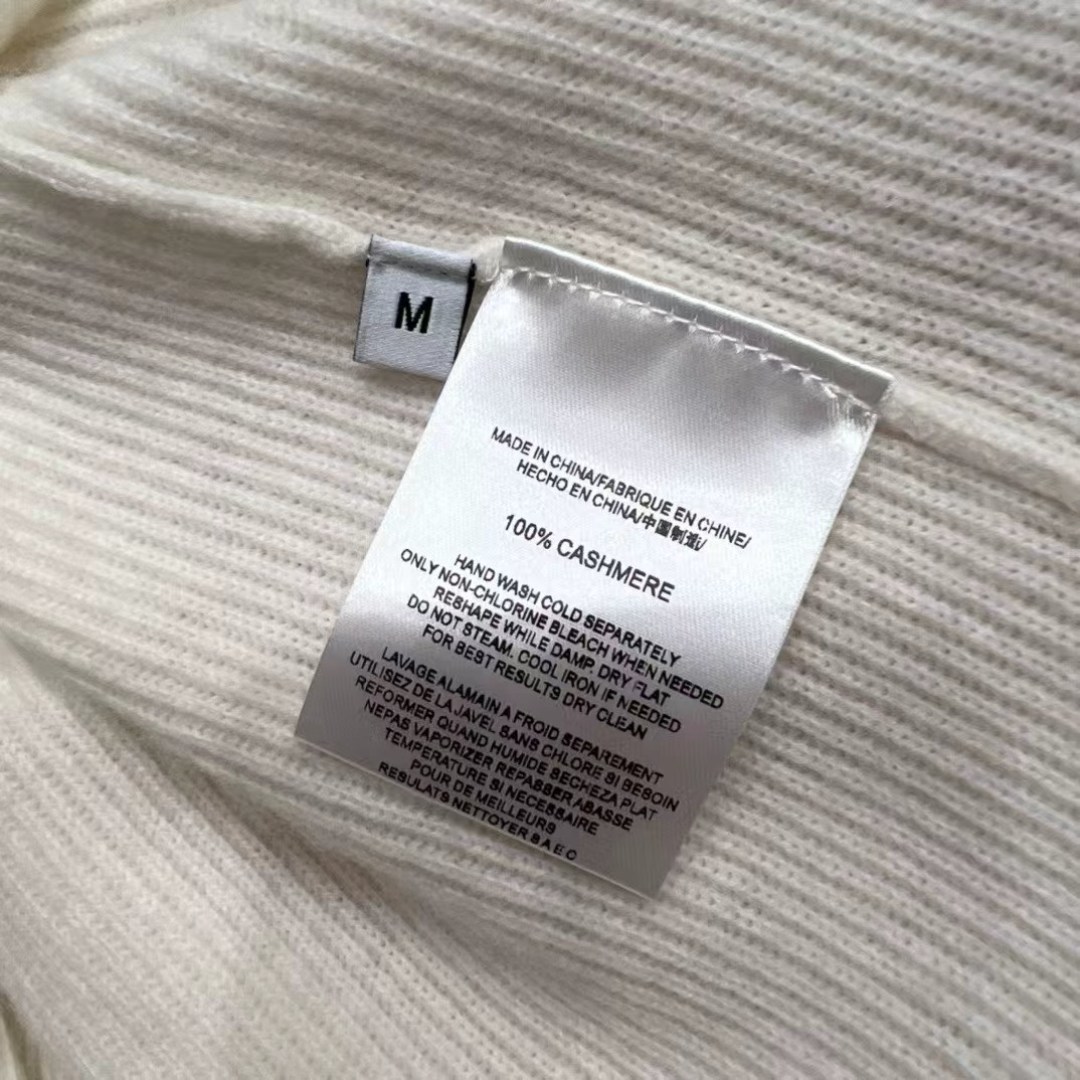 M
MADE IN CHINA/FABRIQUE EN CHINE/
HECHO EN CHINA/中国制造/
100% CASHMERE
HAND WASH COLD SEPARATELY
ONLY NON-CHLORINE BLEACH WHEN NEEDED
RESHAPE WHILE DAMP. DRY FLAT
DO NOT STEAM. COOL IRON IF NEEDED
FOR BEST RESULTS DRY CLEAN
LAVAGE ALAMAIN A FROID SEPAREMENT
UTILISEZ DE LA JAVEL SANS CHLORE SI BESOIN
REFORMER QUAND HUMIDE SECHEZA PLAT
NEPAS VAPORIZER REPASSER ABASSE
TEMPERATURE SI NECESSAIRE
POUR DE MEILLEURS
RESULATS NETTOYER S A E C